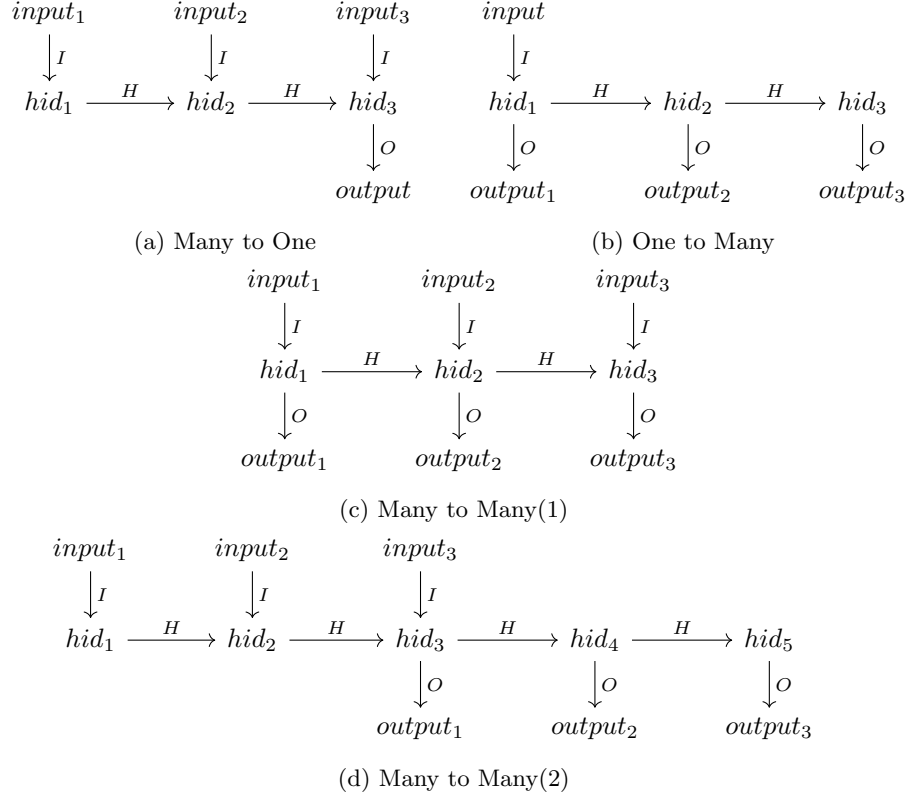 input₁ input₂ input₃ input
I I I I
hid₁ H hid₂ H hid₃ hid₁ H hid₂ H hid₃
O O O O
output output₁ output₂ output₃
(a) Many to One (b) One to Many
input₁ input₂ input₃
I I I
hid₁ H hid₂ H hid₃
O O O
output₁ output₂ output₃
(c) Many to Many(1)
input₁ input₂ input₃
I I I
hid₁ H hid₂ H hid₃ H hid₄ H hid₅
O O O
output₁ output₂ output₃
(d) Many to Many(2)